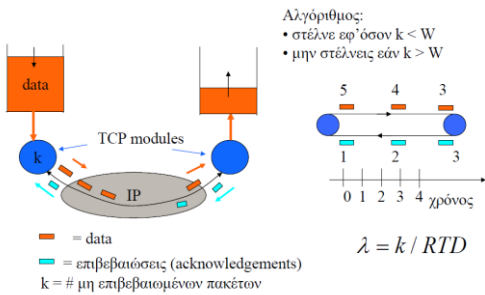 Αλγόριθμος:
• στέλνε εφ'όσον k < W
• μην στέλνεις εάν k > W
data
TCP modules
k
IP
5 4 3
1 2 3
0 1 2 3 4 χρόνος
λ = k / RTD
= data
= επιβεβαιώσεις (acknowledgements)
k = # μη επιβεβαιωμένων πακέτων